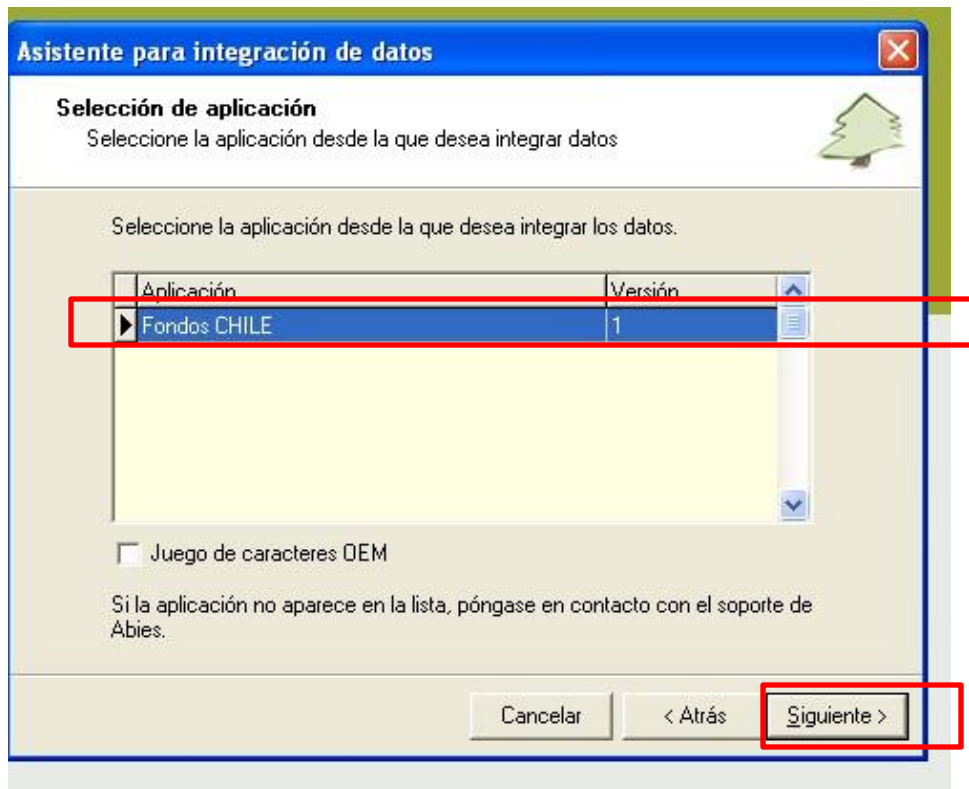 Asistente para integración de datos
Selección de aplicación
Seleccione la aplicación desde la que desea integrar datos
Seleccione la aplicación desde la que desea integrar los datos.
Aplicación Versión
Fondos CHILE 1
Juego de caracteres OEM
Si la aplicación no aparece en la lista, póngase en contacto con el soporte de
Abies.
Cancelar < Atrás Siguiente >